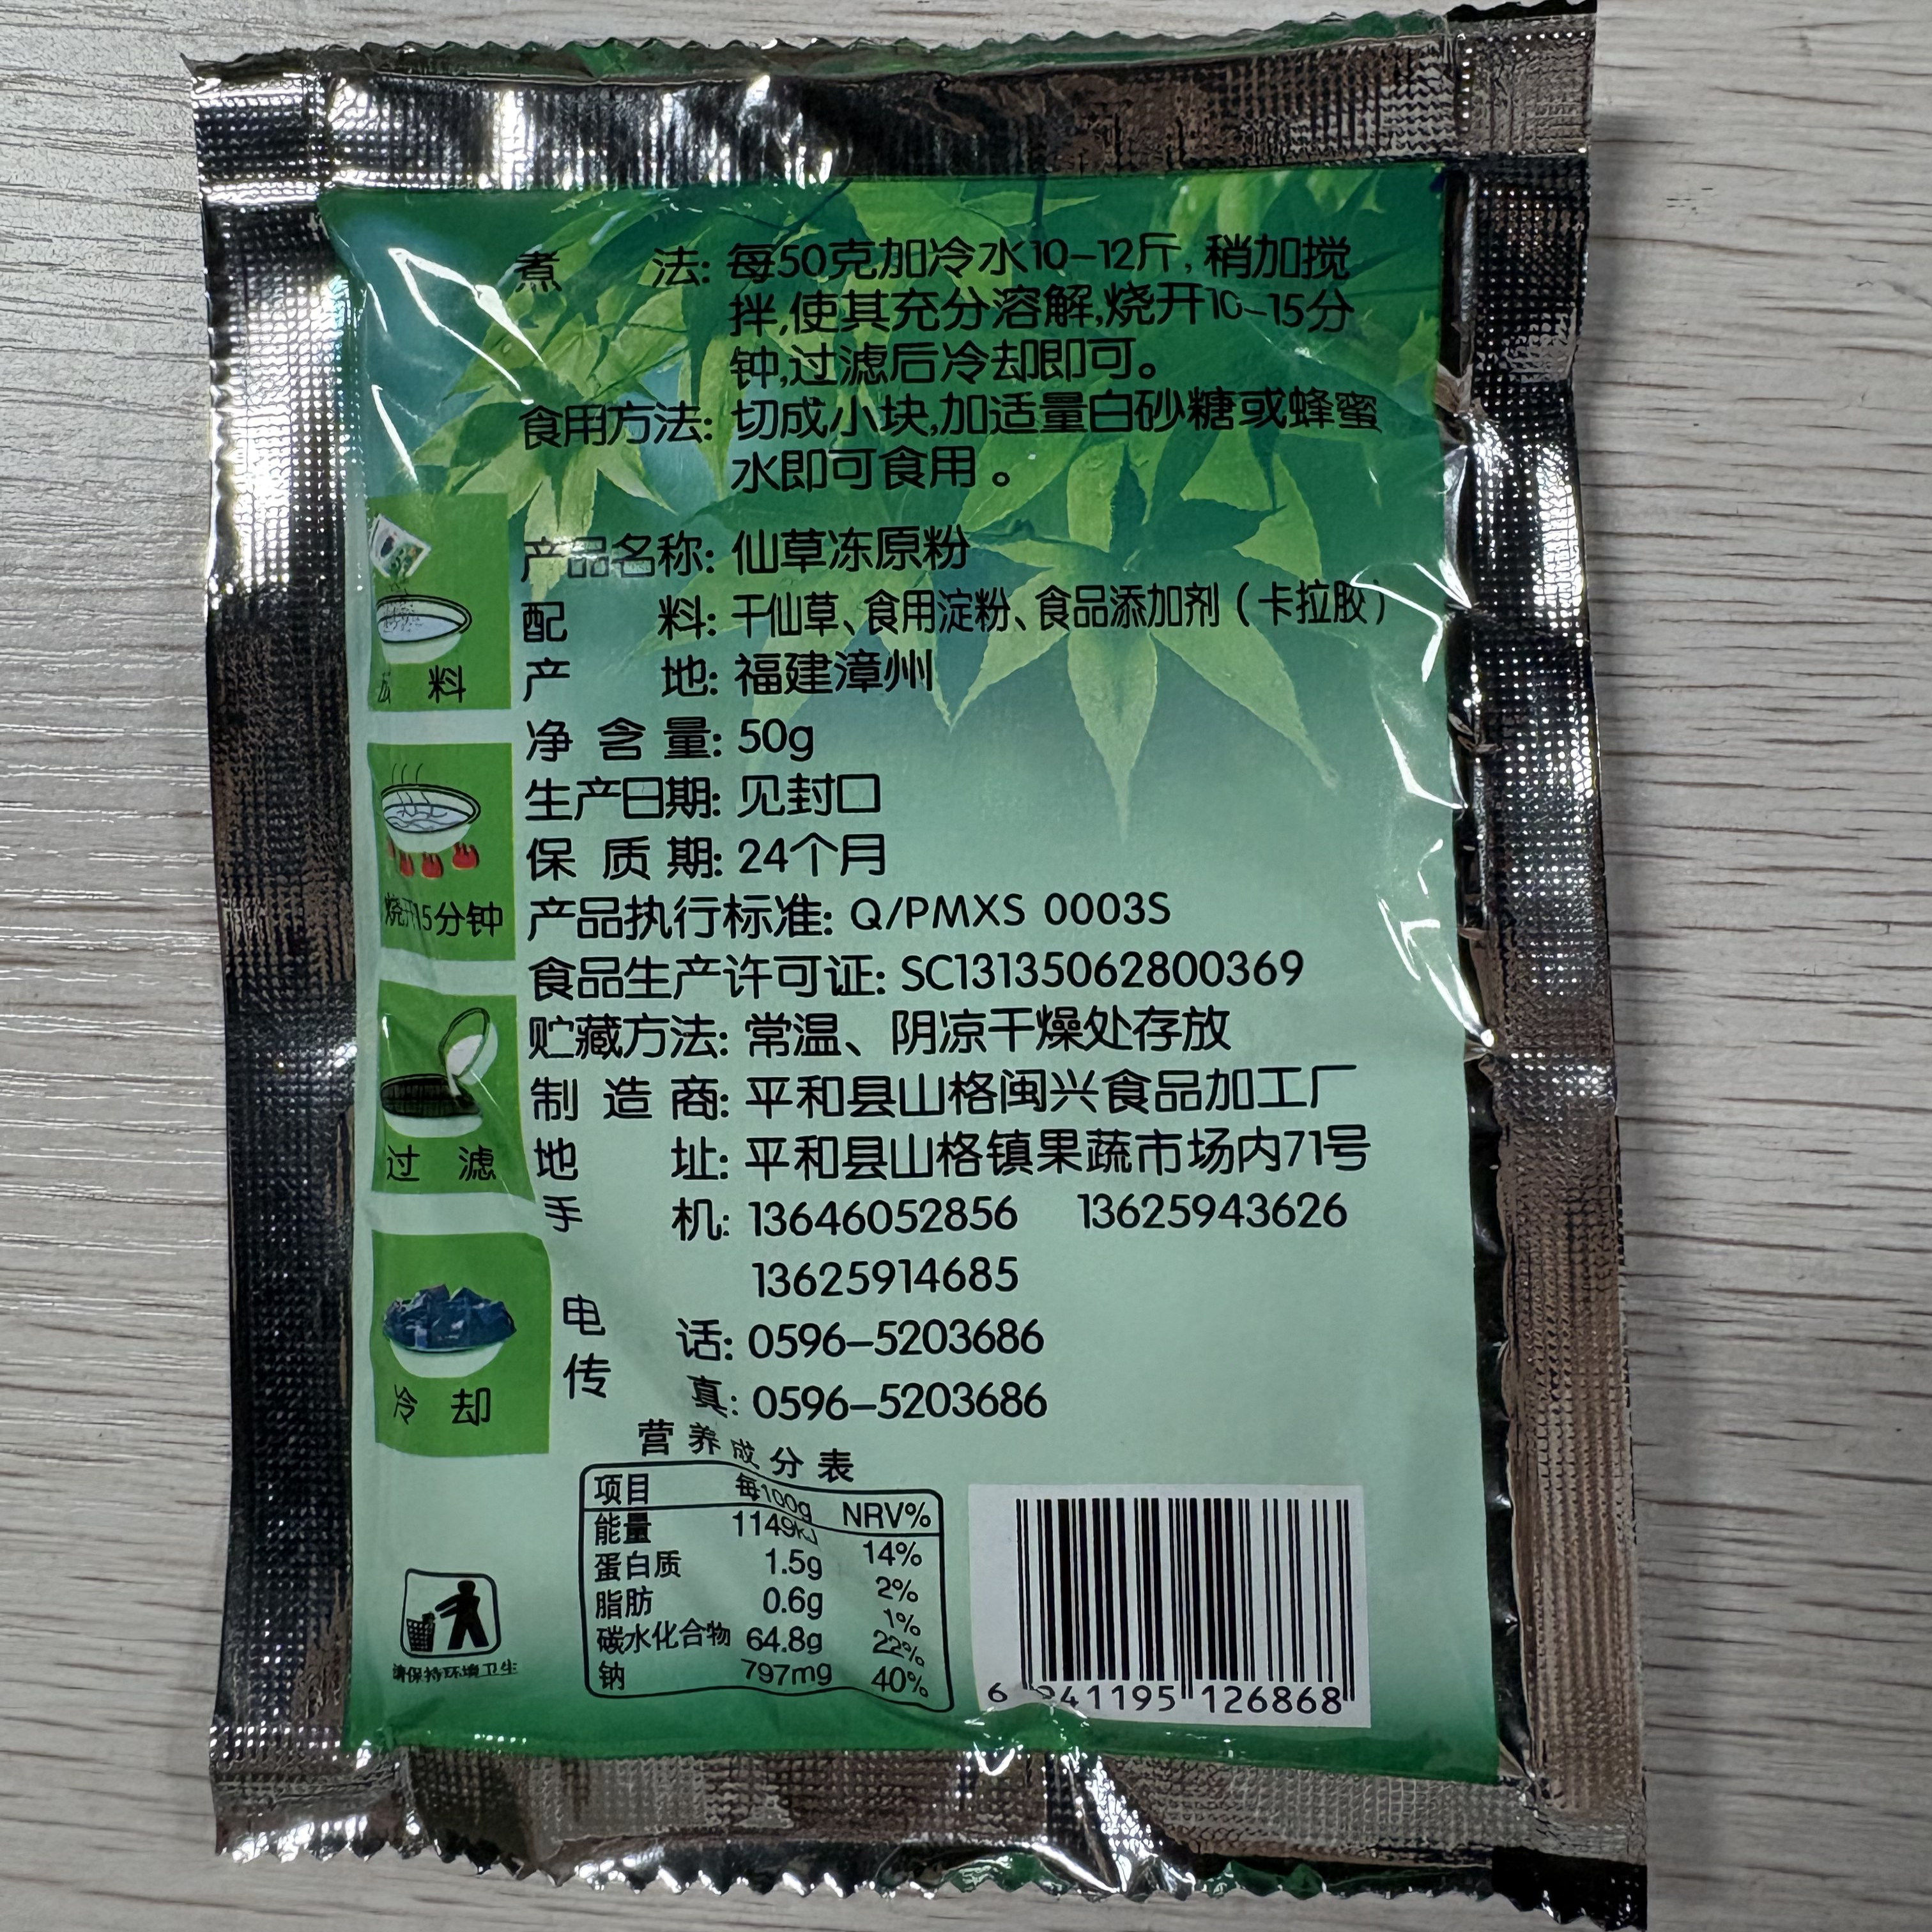 煮 法: 每50克加冷水10-12斤, 稍加搅
拌,使其充分溶解,烧开10-15分
钟,过滤后冷却即可。
食用方法: 切成小块,加适量白砂糖或蜂蜜
水即可食用。
产品名称: 仙草冻原粉
配 料: 干仙草、食用淀粉、食品添加剂(卡拉胶)
产 地: 福建漳州
净含量: 50g
生产日期: 见封口
保质期: 24个月
产品执行标准: Q/PMXS 0003S
食品生产许可证: SC13135062800369
贮藏方法: 常温、阴凉干燥处存放
制造商: 平和县山格闽兴食品加工厂
地 址: 平和县山格镇果蔬市场内71号
手 机: 13646052856 13625943626
13625914685
电 话: 0596-5203686
传 真: 0596-5203686
料
烧开15分钟
过滤
冷却
营养成分表
项目 每100g NRV%
能量 1149kJ 14%
蛋白质 1.5g 2%
脂肪 0.6g 1%
碳水化合物 64.8g 22%
钠 797mg 40%
请保持环境卫生
6 941195 126868